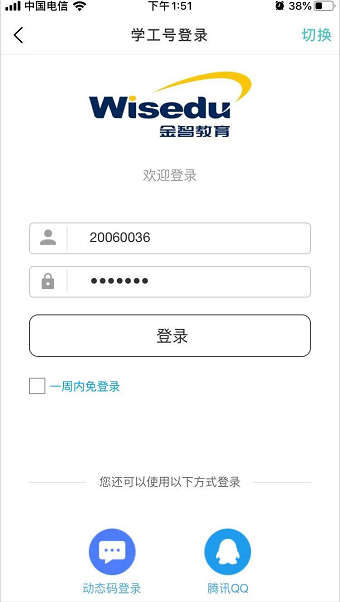 中国电信 下午1:51 38%
学工号登录 切换
Wisedu
金智教育
欢迎登录
20060036
•••••••
登录
一周内免登录
您还可以使用以下方式登录
动态码登录 腾讯QQ